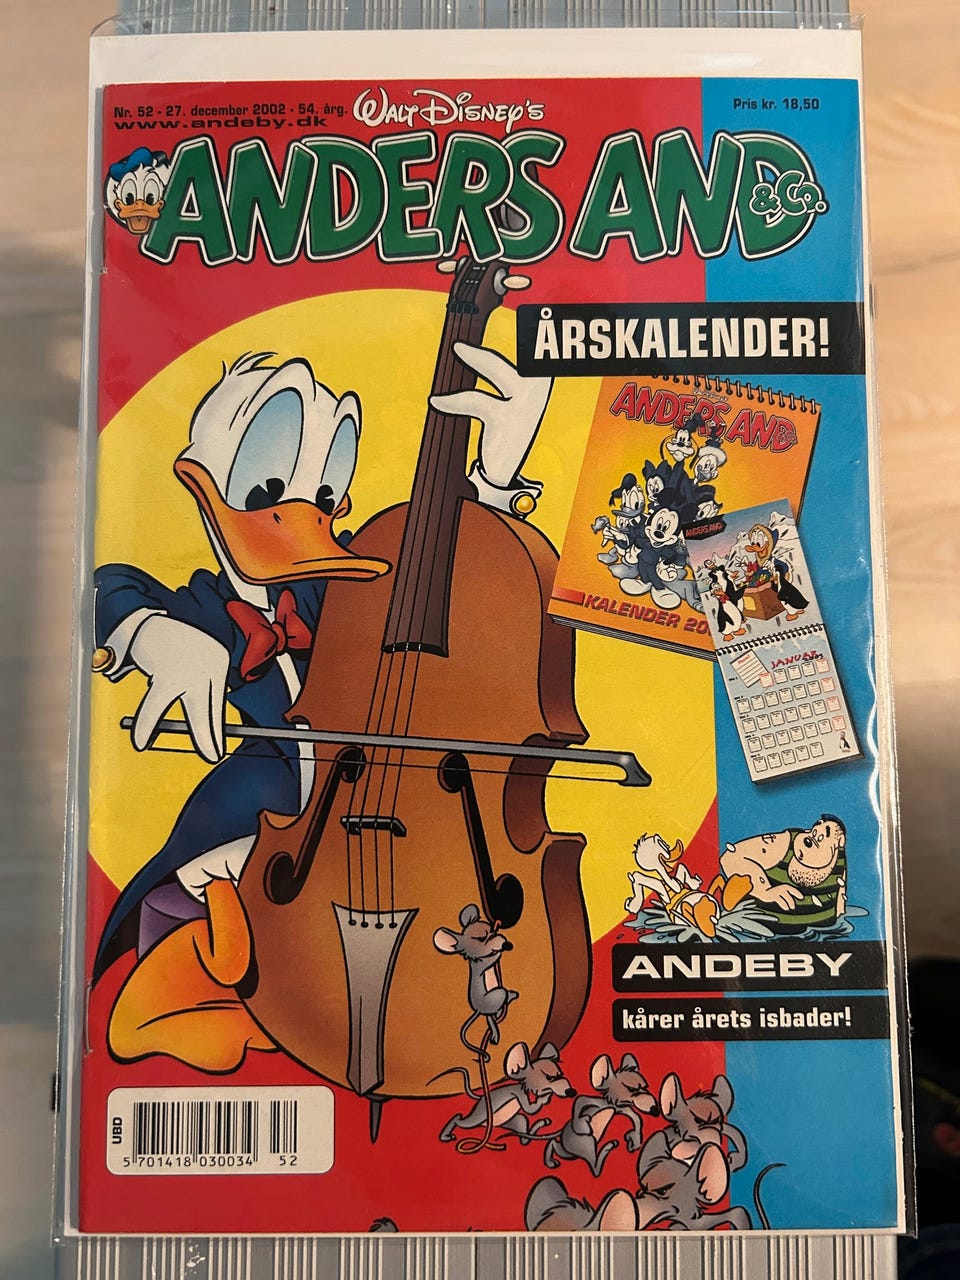 Nr. 52 - 27. december 2002 - 54. årg.
www.andeby.dk
WALT DISNEY'S
Pris kr. 18,50
ANDERS AND
& Co.
ÅRSKALENDER!
ANDERS AND
KALENDER 20
ANDERS AND
JANUAR
ANDEBY
kårer årets isbader!
UBD
5 701418 030034 52